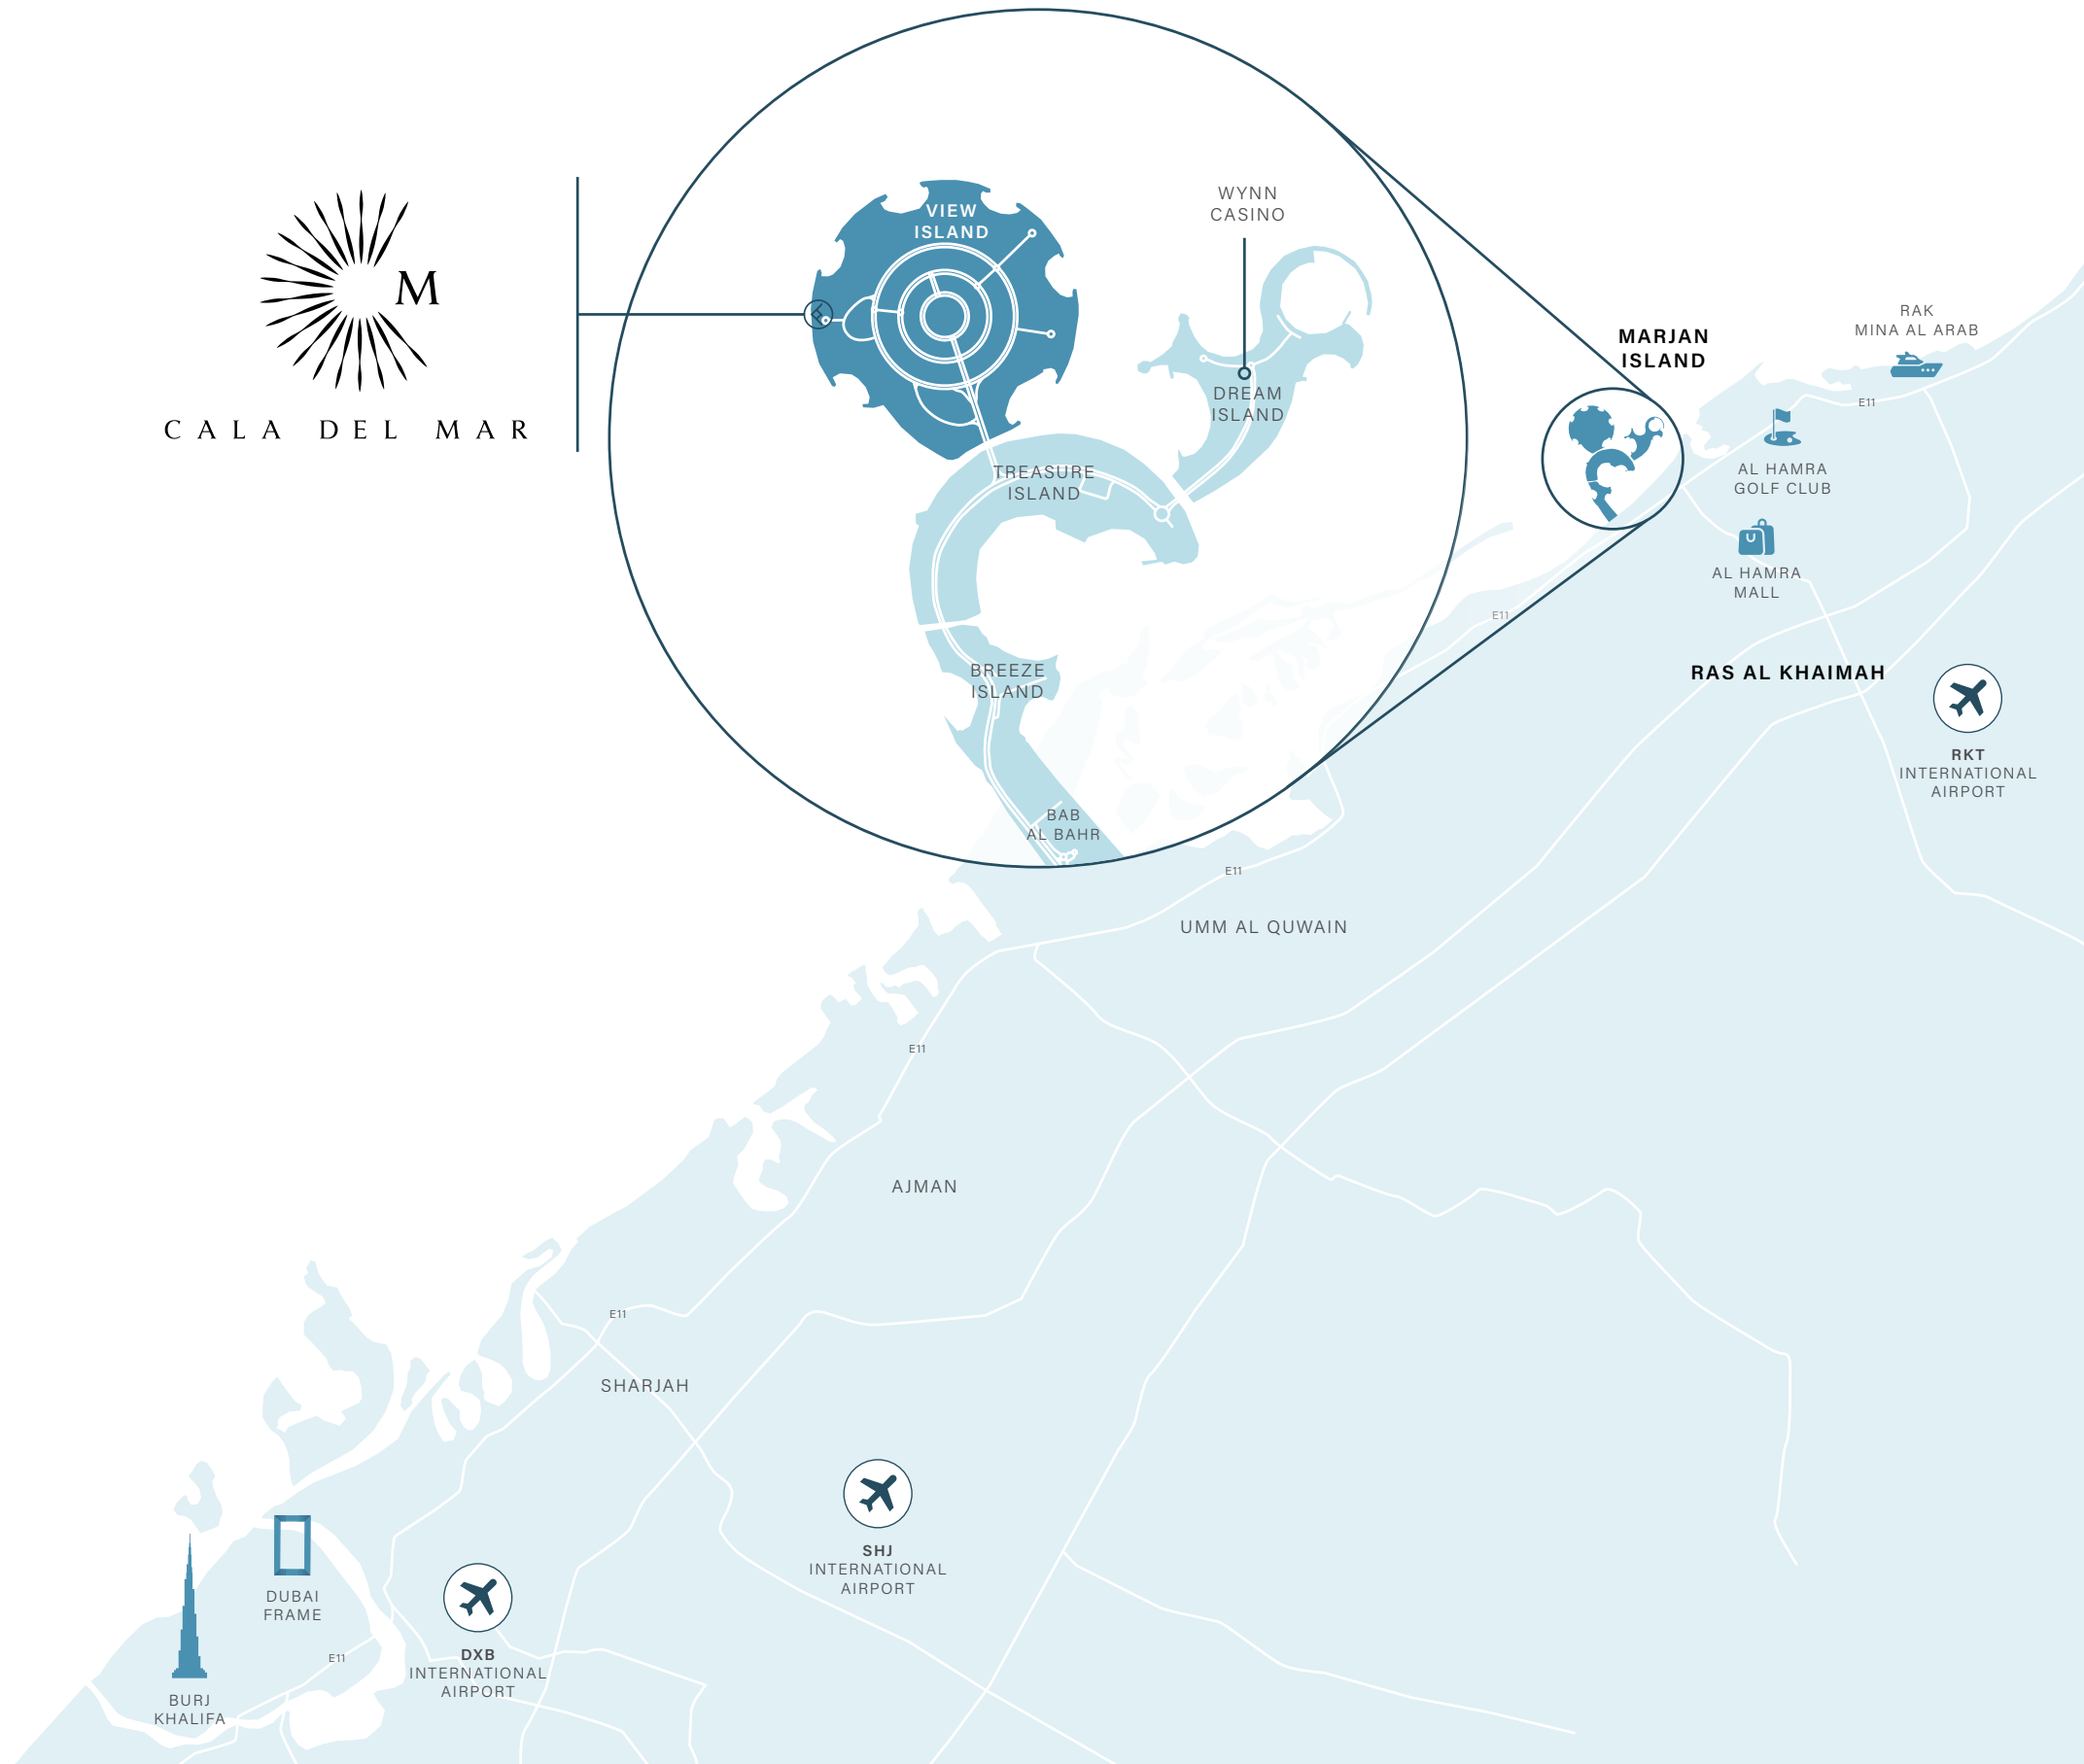 M
CALA DEL MAR
VIEW
ISLAND
WYNN
CASINO
DREAM
ISLAND
TREASURE
ISLAND
BREEZE
ISLAND
BAB
AL BAHR
MARJAN
ISLAND
RAK
MINA AL ARAB
E11
AL HAMRA
GOLF CLUB
AL HAMRA
MALL
E11
RAS AL KHAIMAH
RKT
INTERNATIONAL
AIRPORT
E11
UMM AL QUWAIN
E11
AJMAN
E11
SHARJAH
SHJ
INTERNATIONAL
AIRPORT
DUBAI
FRAME
DXB
INTERNATIONAL
AIRPORT
E11
BURJ
KHALIFA